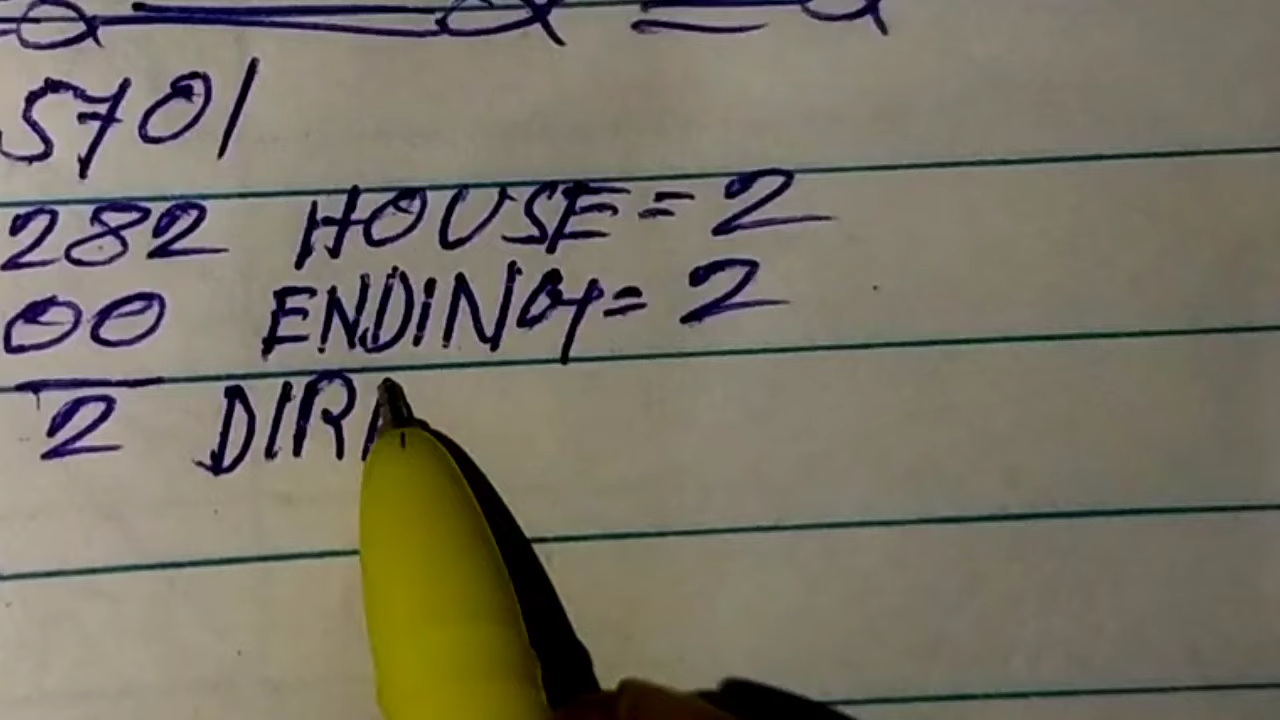 5701
282 HOUSE = 2
00 ENDING = 2
2 DIR